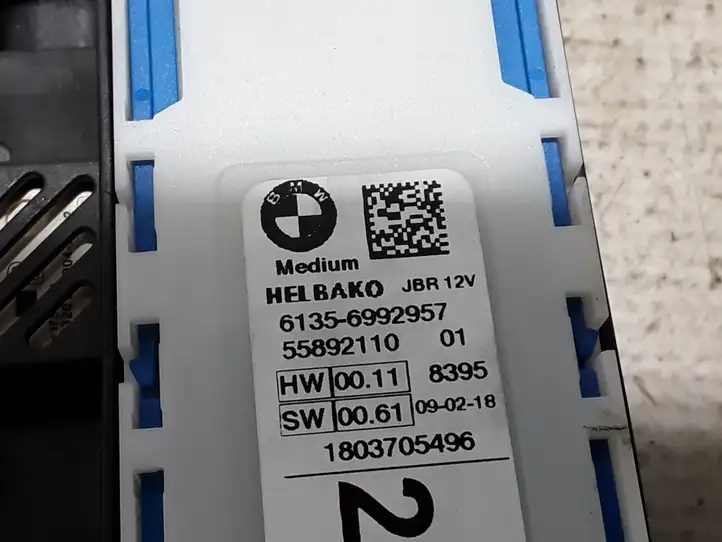 BMW
Medium
HELBAKO JBR 12V
6135-6992957
55892110 01
HW 00.11 8395
SW 00.61 09-02-18
1803705496
2